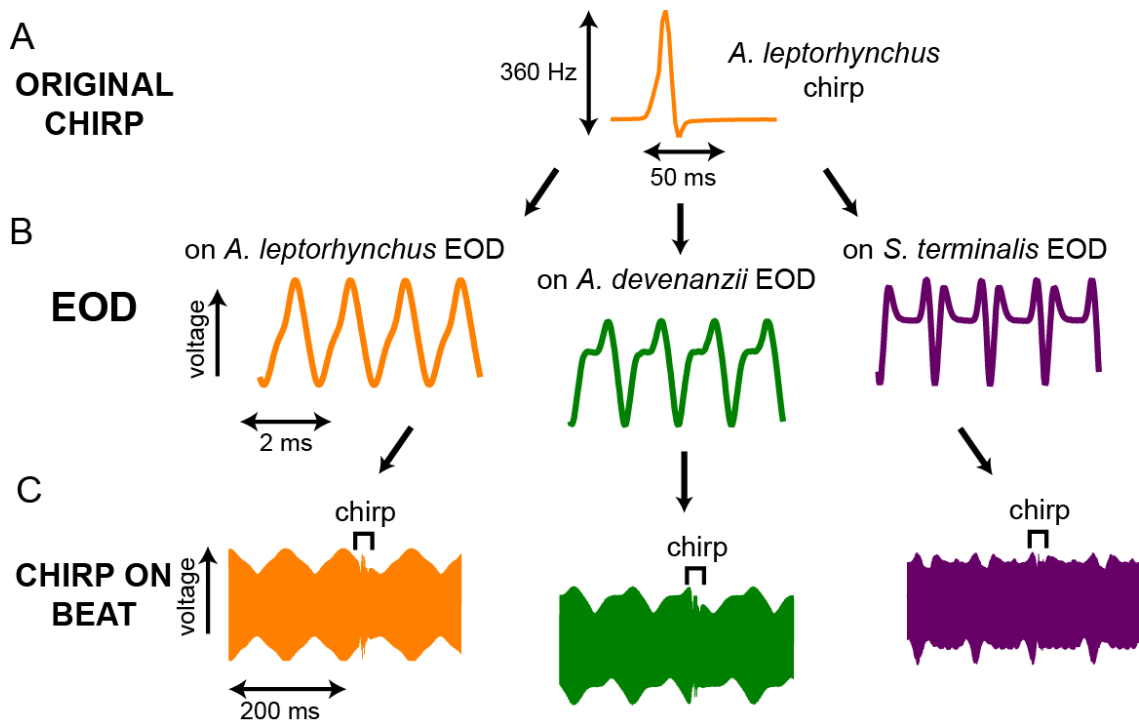 A
ORIGINAL
CHIRP
360 Hz
A. leptorhynchus
chirp
50 ms
B
EOD
voltage
on A. leptorhynchus EOD
on A. devenanzii EOD
on S. terminalis EOD
2 ms
C
CHIRP ON
BEAT
voltage
chirp
chirp
chirp
200 ms